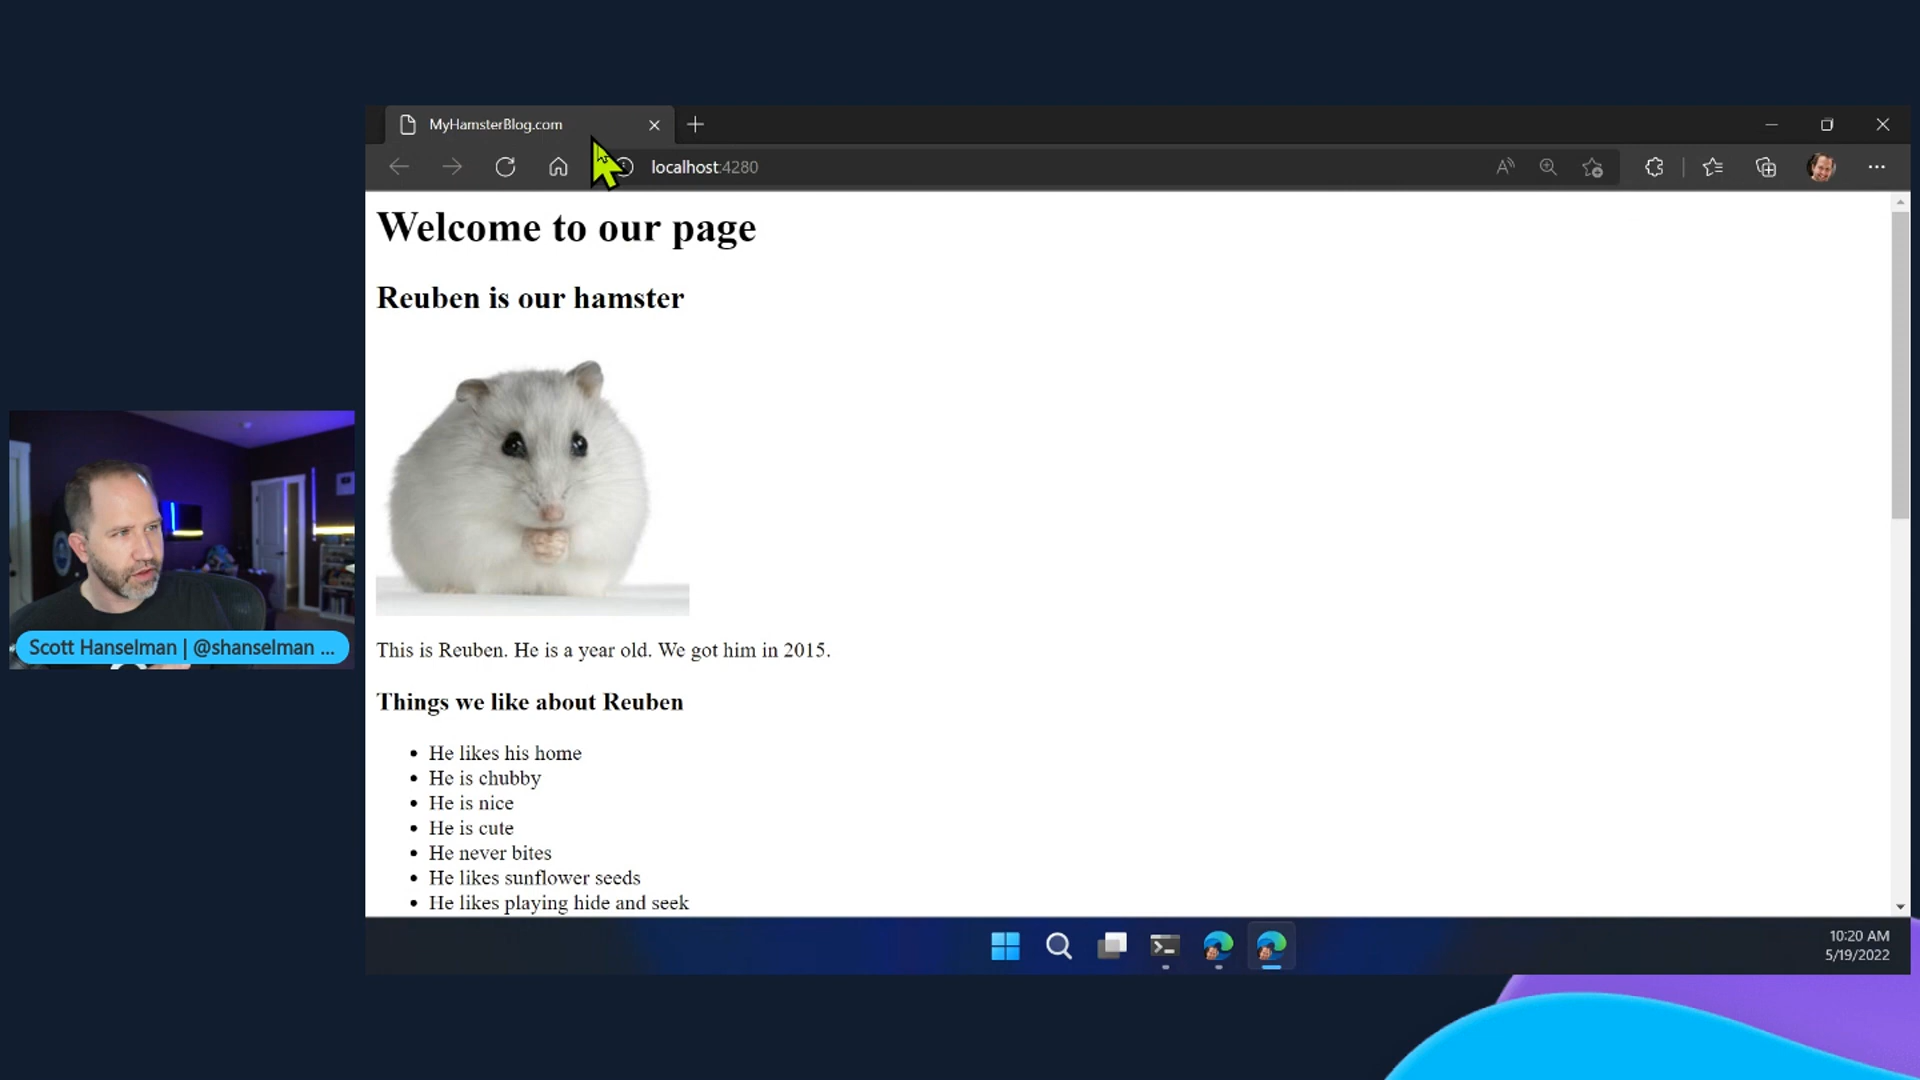 MyHamsterBlog.com
localhost:4280
Welcome to our page
Reuben is our hamster
This is Reuben. He is a year old. We got him in 2015.
Things we like about Reuben
He likes his home
He is chubby
He is nice
He is cute
He never bites
He likes sunflower seeds
He likes playing hide and seek
Scott Hanselman | @shanselman ...
10:20 AM
5/19/2022